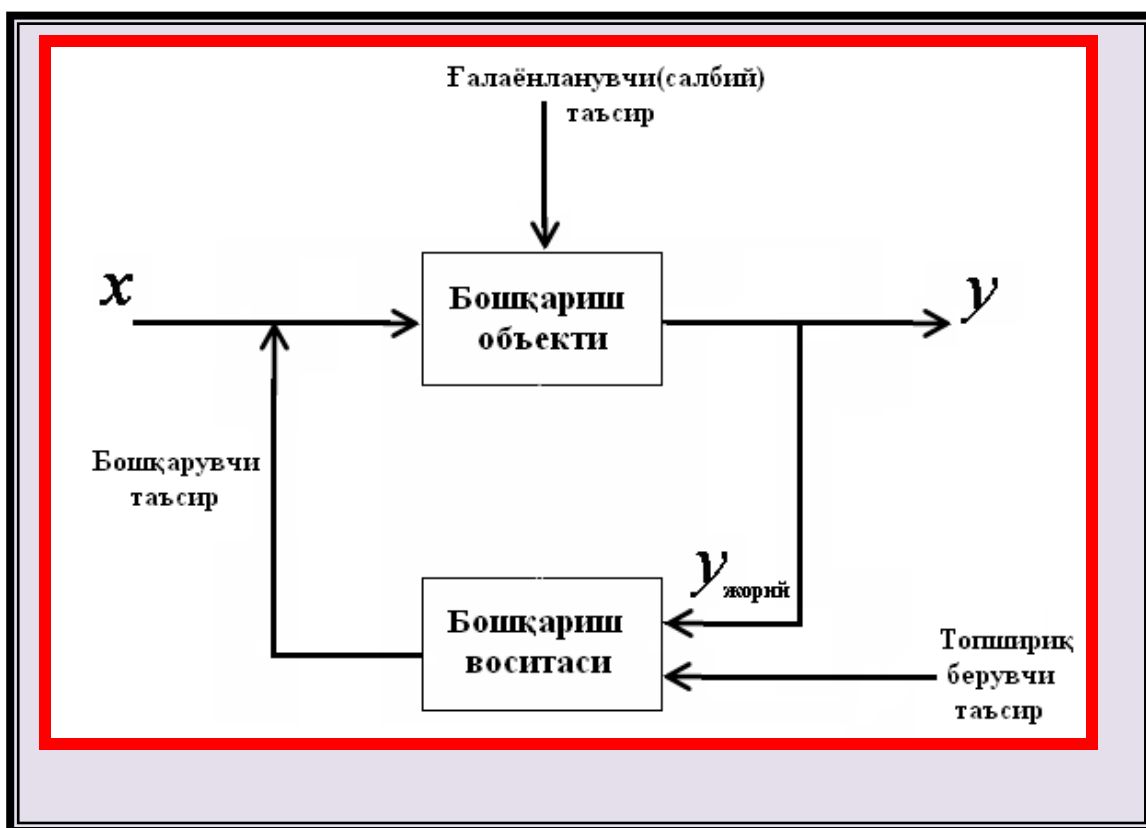 Ғалаёнланувчи(салбий)
таъсир
x
Бошқариш
объекти
y
Бошқарувчи
таъсир
y жорий
Бошқариш
воситаси
Топшириқ
берувчи
таъсир